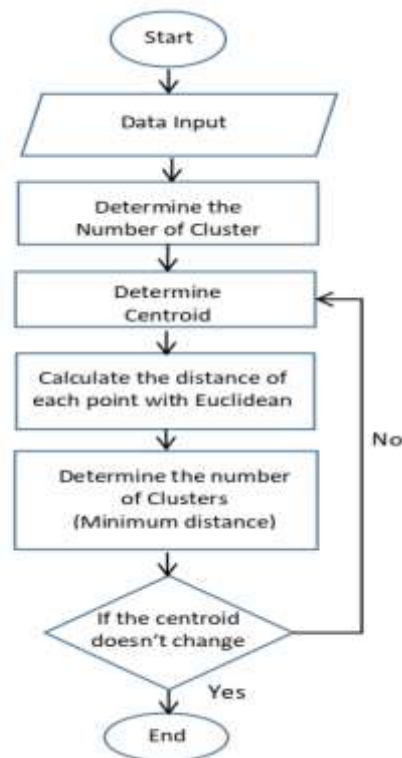 Start
Data Input
Determine the
Number of Cluster
Determine
Centroid
Calculate the distance of
each point with Euclidean
No
Determine the number
of Clusters
(Minimum distance)
If the centroid
doesn't change
Yes
End